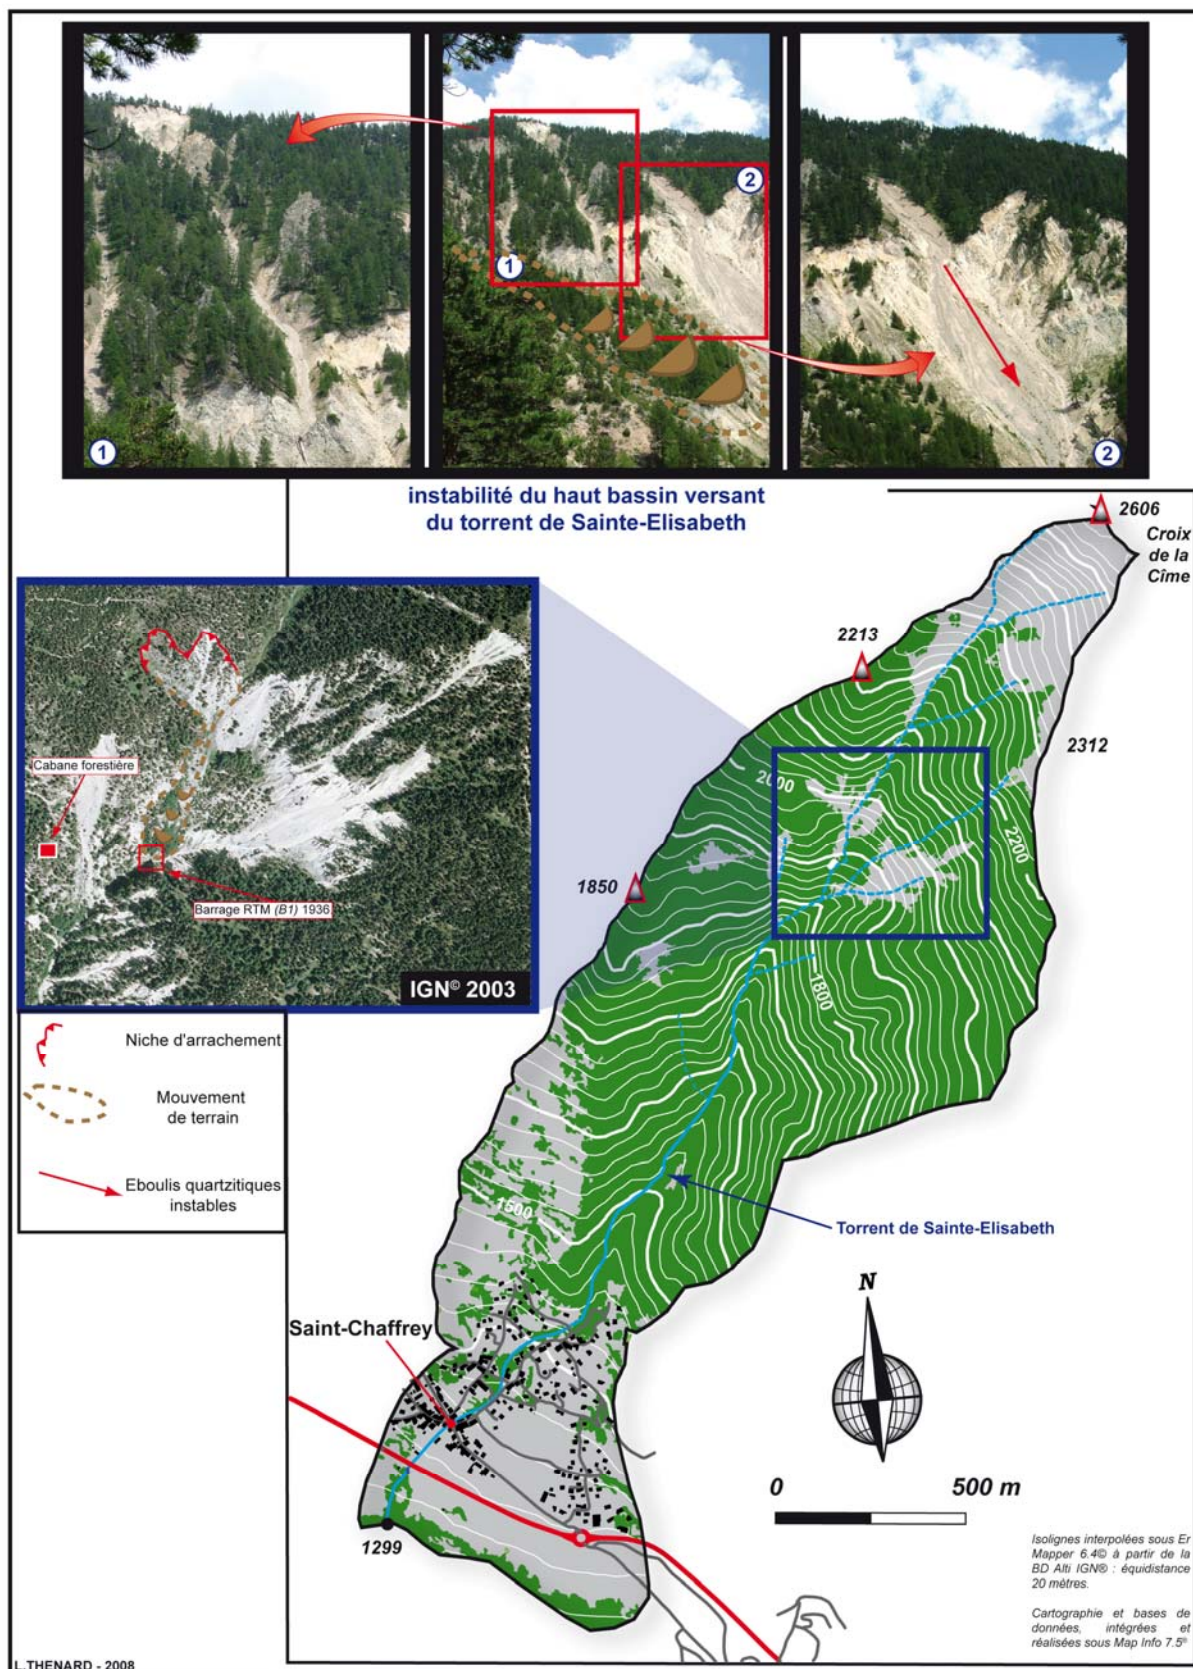 1
1
2
2
instabilité du haut bassin versant
du torrent de Sainte-Elisabeth
2606
Croix
de la
Cîme
2213
2312
2000
2200
1850
1800
1500
Cabane forestière
Barrage RTM (B1) 1936
IGN© 2003
Niche d'arrachement
Mouvement
de terrain
Eboulis quartzitiques
instables
Torrent de Sainte-Elisabeth
Saint-Chaffrey
N
0 500 m
1299
Isolignes interpolées sous Er
Mapper 6.4© à partir de la
BD Alti IGN® : équidistance
20 mètres.
Cartographie et bases de
données, intégrées et
réalisées sous Map Info 7.5®
L.THENARD - 2008